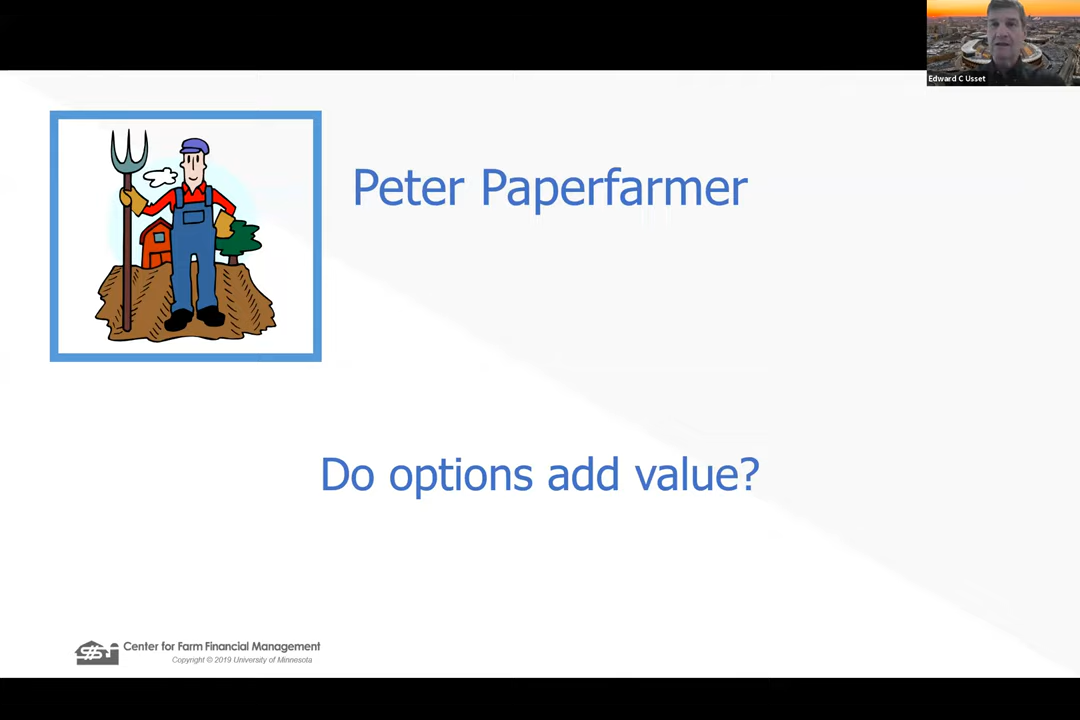 Edward C Usset
Peter Paperfarmer
Do options add value?
Center for Farm Financial Management
Copyright © 2019 University of Minnesota